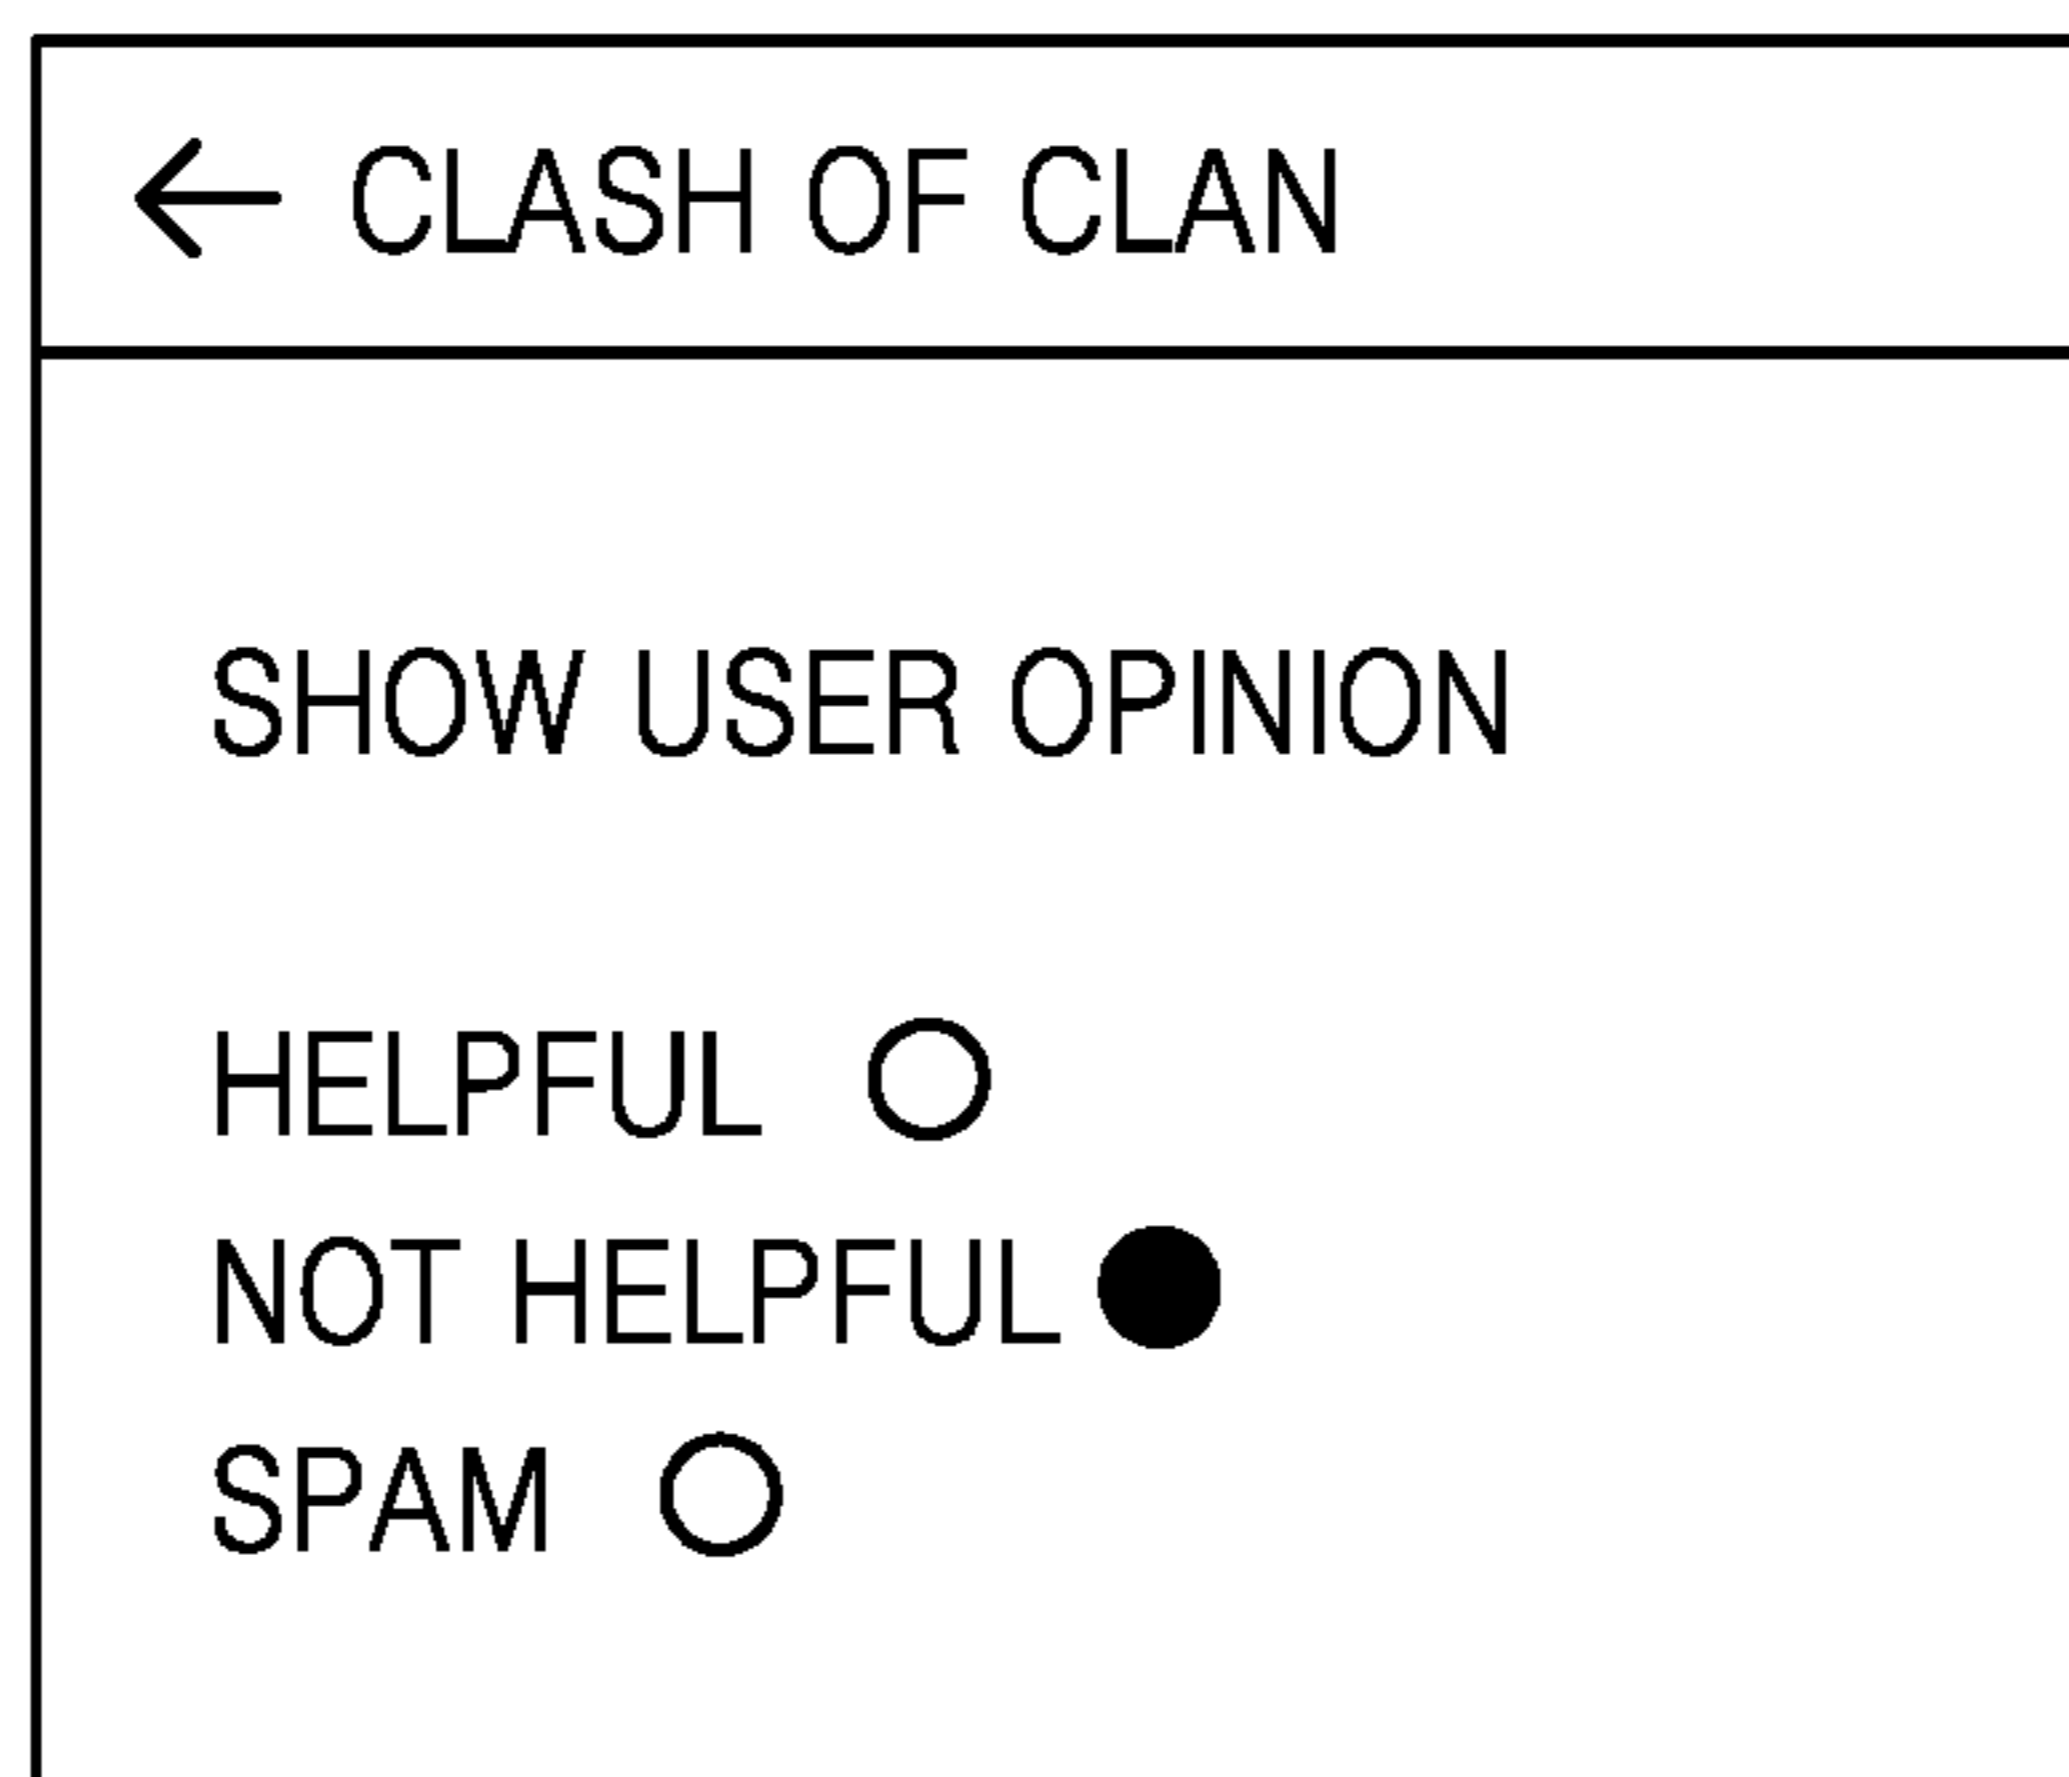 CLASH OF CLAN
SHOW USER OPINION
HELPFUL
NOT HELPFUL
SPAM